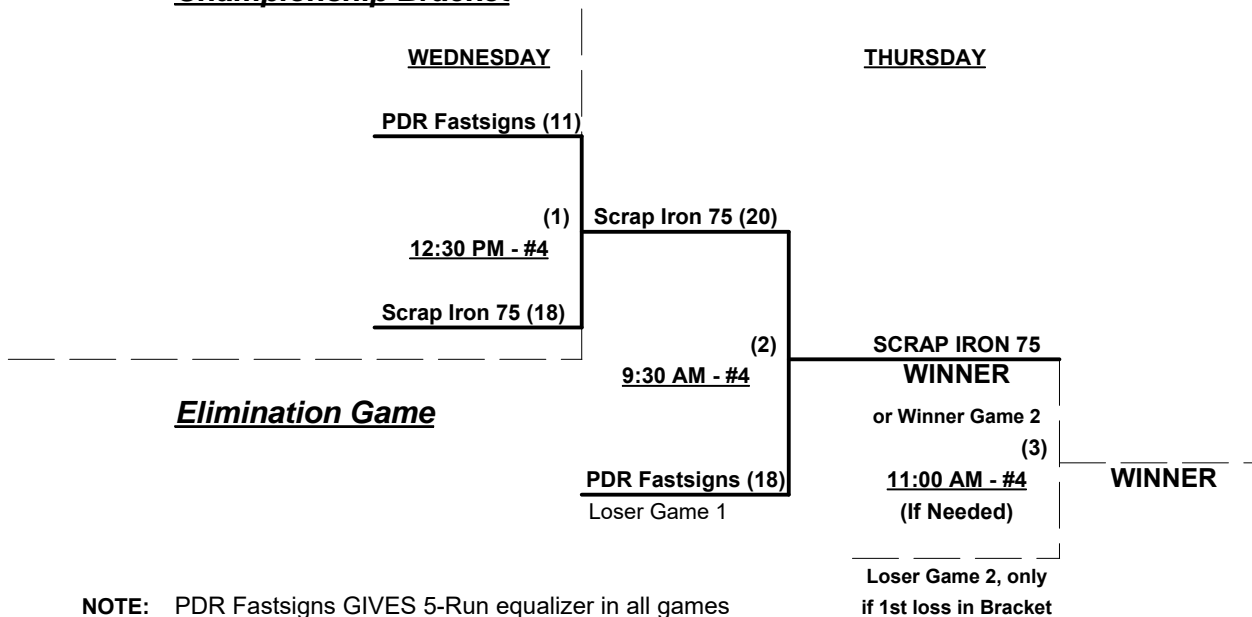 Championship Bracket
WEDNESDAY
THURSDAY
PDR Fastsigns (11)
(1)
Scrap Iron 75 (20)
12:30 PM - #4
Scrap Iron 75 (18)
(2)
SCRAP IRON 75
9:30 AM - #4
WINNER
Elimination Game
or Winner Game 2
(3)
PDR Fastsigns (18)
11:00 AM - #4
WINNER
Loser Game 1
(If Needed)
Loser Game 2, only
NOTE: PDR Fastsigns GIVES 5-Run equalizer in all games
if 1st loss in Bracket